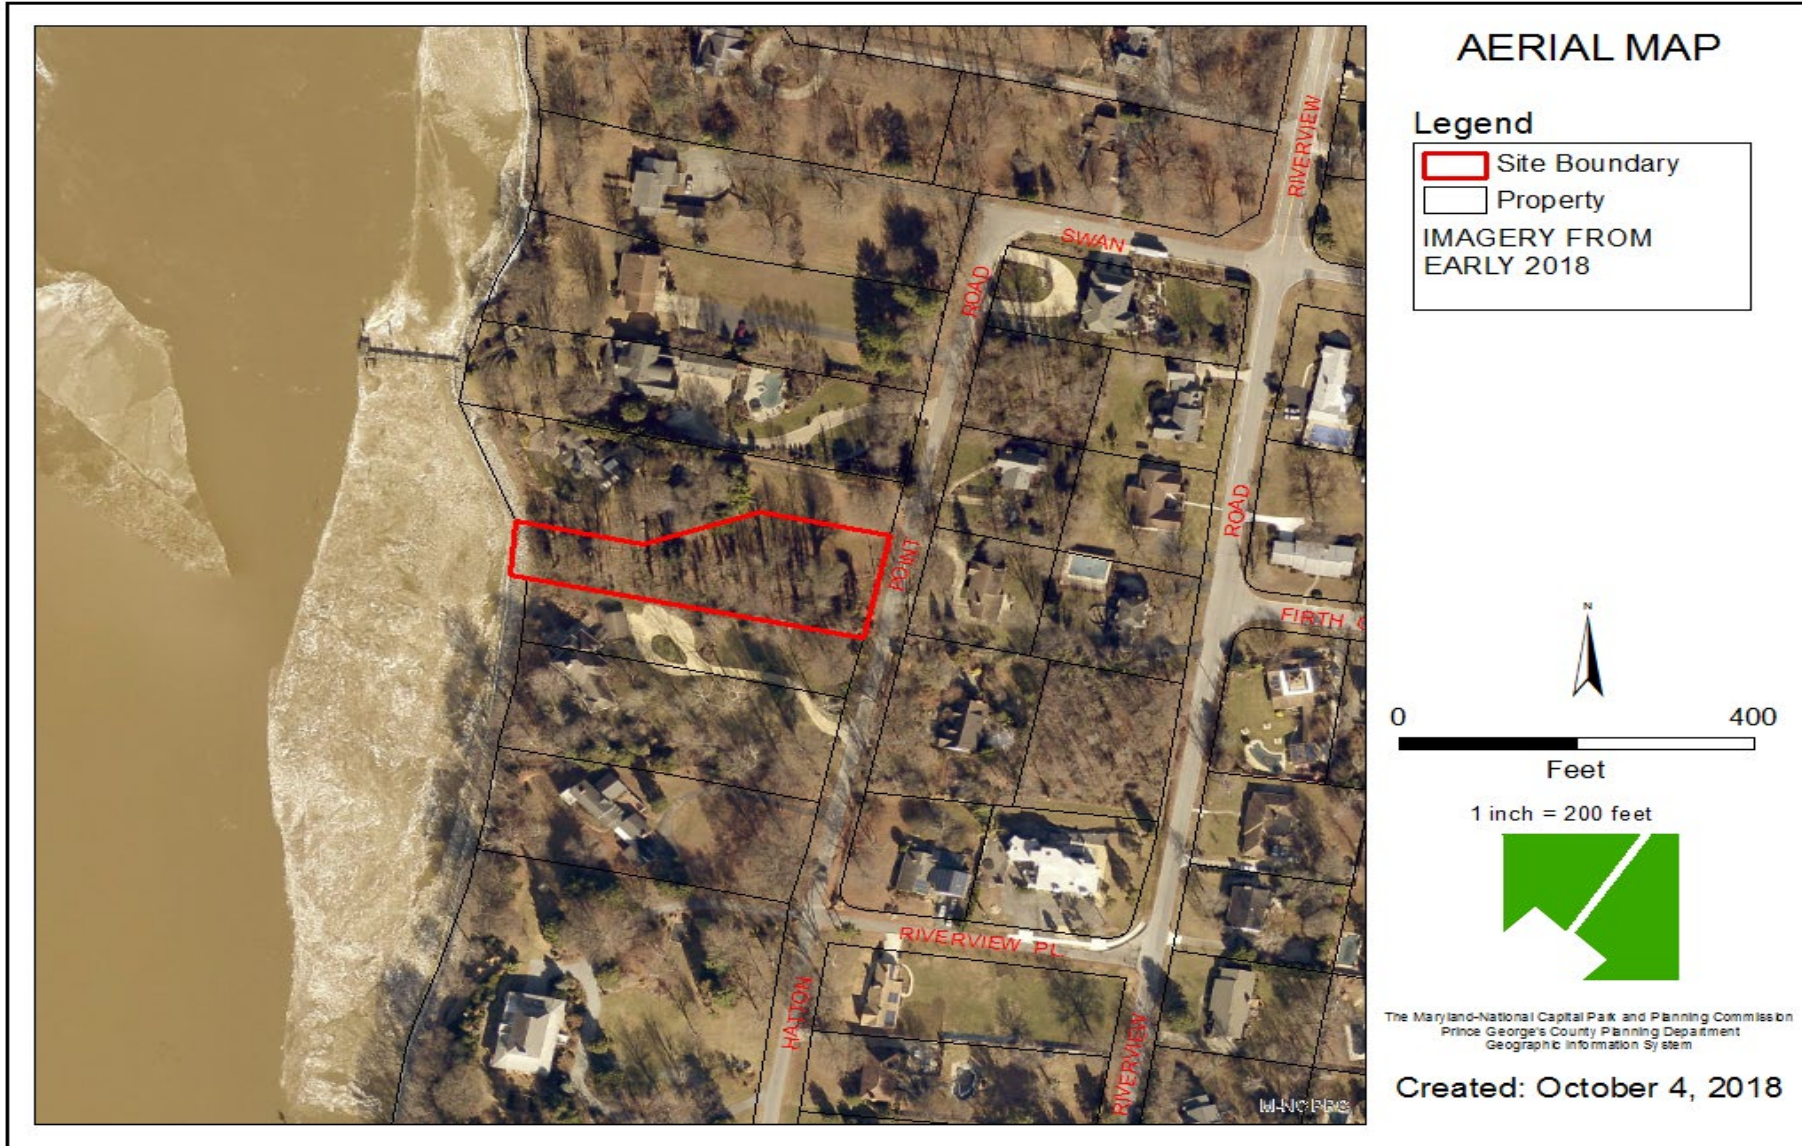 AERIAL MAP
Legend
Site Boundary
Property
IMAGERY FROM
EARLY 2018
RIVERVIEW
SWAN
ROAD
ROAD
POINT
FIRTH
RIVERVIEW PL.
HATTON
RIVERVIEW
M-NCPPC
N
0 400
Feet
1 inch = 200 feet
The Maryland-National Capital Park and Planning Commission
Prince George's County Planning Department
Geographic Information System
Created: October 4, 2018